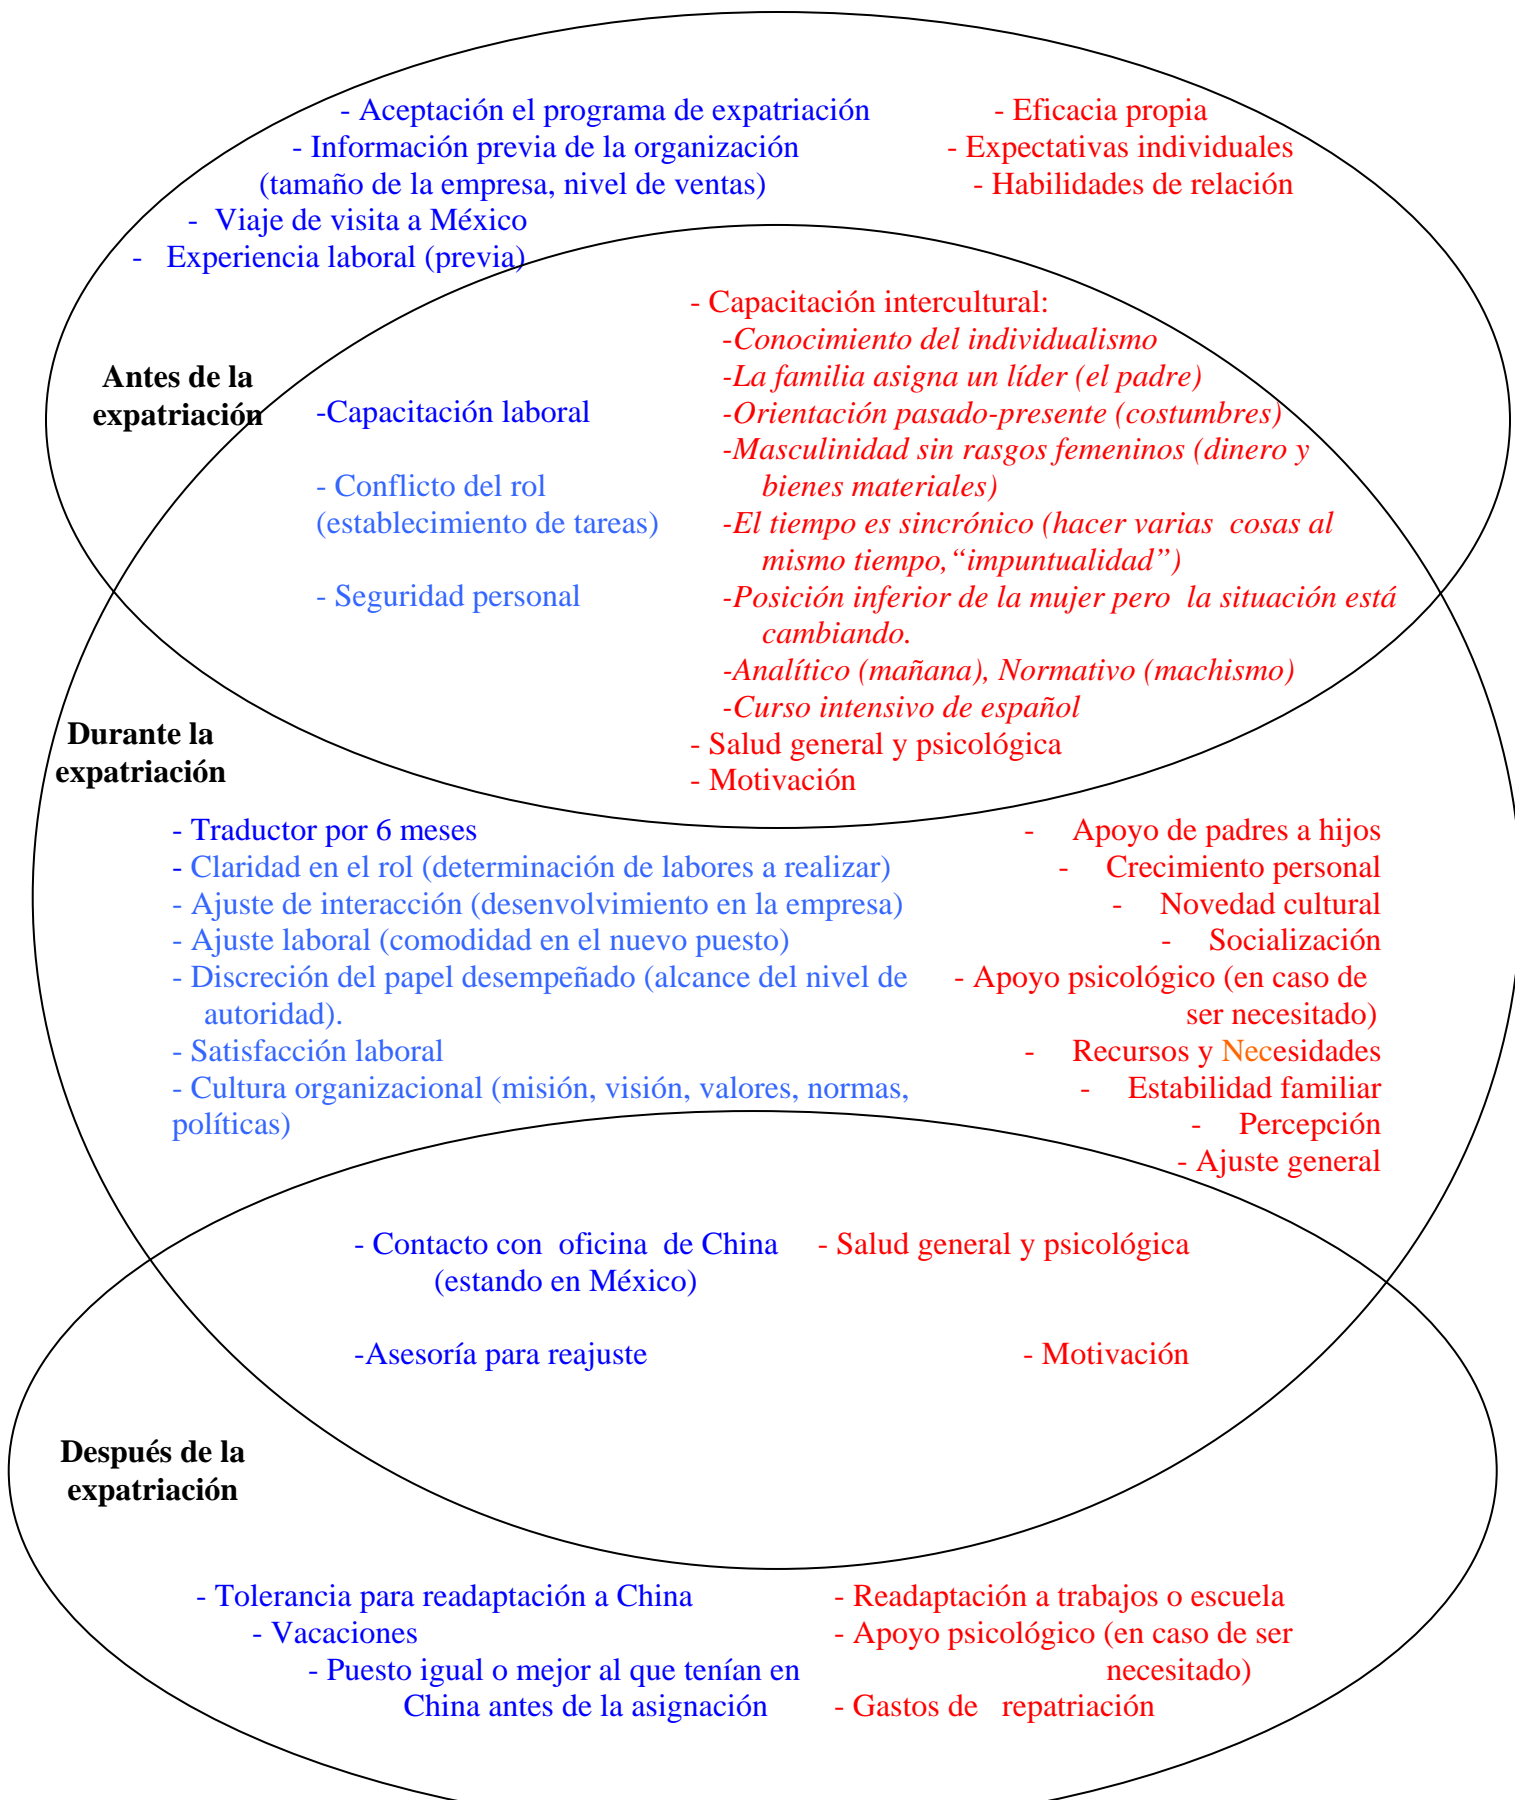 - Aceptación el programa de expatriación
- Información previa de la organización
(tamaño de la empresa, nivel de ventas)
- Viaje de visita a México
- Experiencia laboral (previa)
- Eficacia propia
- Expectativas individuales
- Habilidades de relación
Antes de la
expatriación
-Capacitación laboral
- Conflicto del rol
(establecimiento de tareas)
- Seguridad personal
- Capacitación intercultural:
-Conocimiento del individualismo
-La familia asigna un líder (el padre)
-Orientación pasado-presente (costumbres)
-Masculinidad sin rasgos femeninos (dinero y
bienes materiales)
-El tiempo es sincrónico (hacer varias cosas al
mismo tiempo,“impuntualidad”)
-Posición inferior de la mujer pero la situación está
cambiando.
-Analítico (mañana), Normativo (machismo)
-Curso intensivo de español
- Salud general y psicológica
- Motivación
Durante la
expatriación
- Traductor por 6 meses
- Claridad en el rol (determinación de labores a realizar)
- Ajuste de interacción (desenvolvimiento en la empresa)
- Ajuste laboral (comodidad en el nuevo puesto)
- Discreción del papel desempeñado (alcance del nivel de
autoridad).
- Satisfacción laboral
- Cultura organizacional (misión, visión, valores, normas,
políticas)
- Apoyo de padres a hijos
- Crecimiento personal
- Novedad cultural
- Socialización
- Apoyo psicológico (en caso de
ser necesitado)
- Recursos y Necesidades
- Estabilidad familiar
- Percepción
- Ajuste general
- Contacto con oficina de China
(estando en México)
-Asesoría para reajuste
- Salud general y psicológica
- Motivación
Después de la
expatriación
- Tolerancia para readaptación a China
- Vacaciones
- Puesto igual o mejor al que tenían en
China antes de la asignación
- Readaptación a trabajos o escuela
- Apoyo psicológico (en caso de ser
necesitado)
- Gastos de repatriación